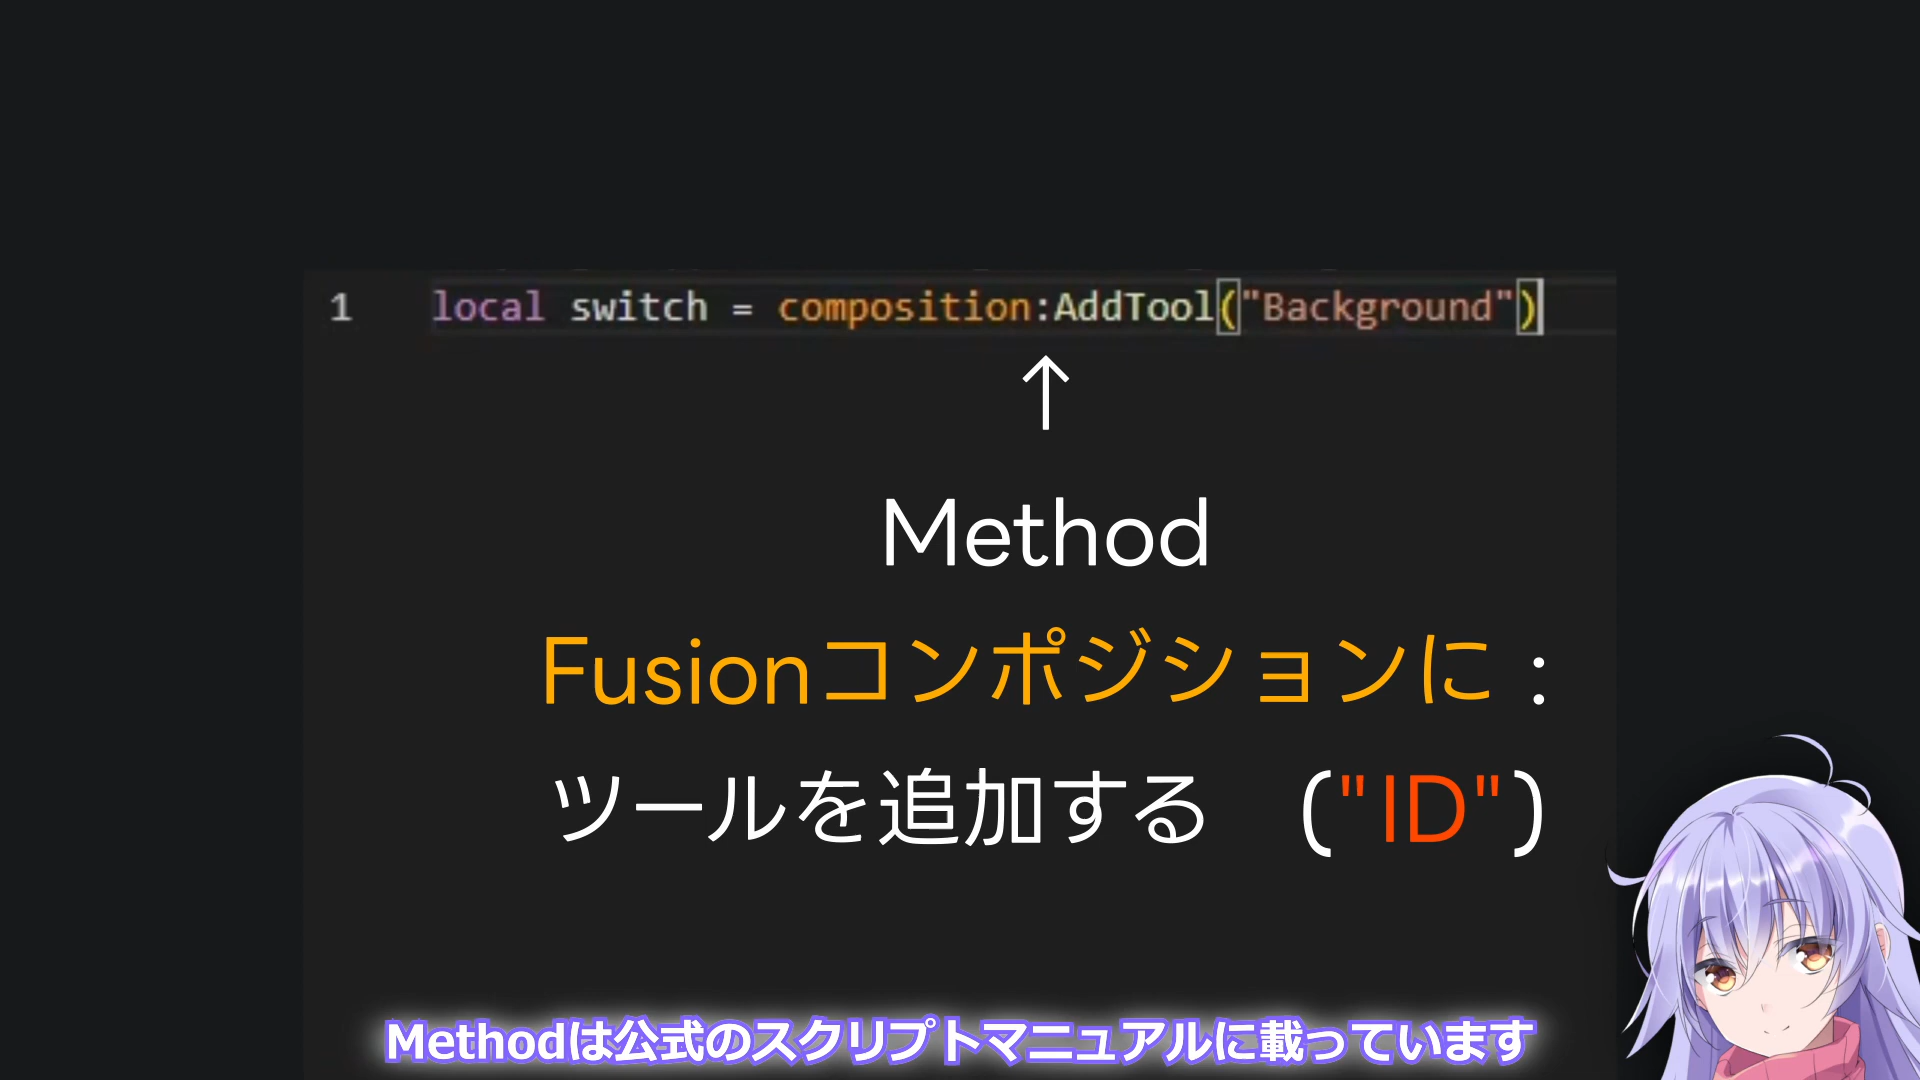 1 local switch = composition:AddTool("Background")
↑
Method
Fusionコンポジションに：
ツールを追加する　("ID")
Methodは公式のスクリプトマニュアルに載っています